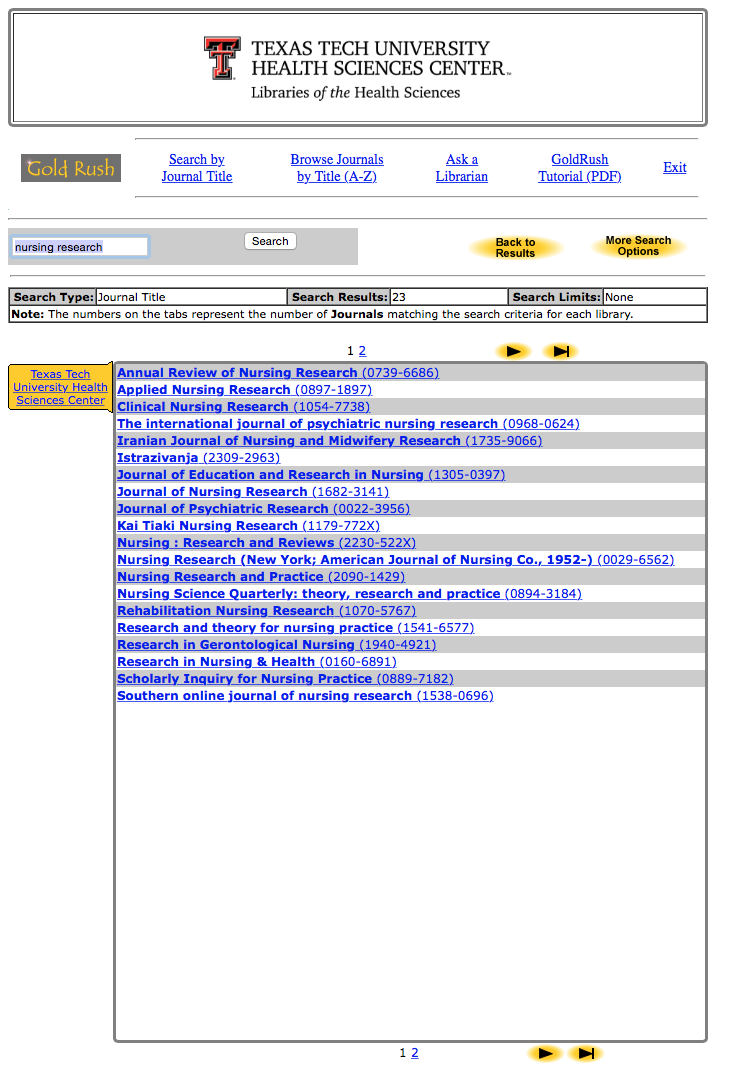 TEXAS TECH UNIVERSITY
HEALTH SCIENCES CENTER™
Libraries of the Health Sciences
Gold Rush
Search by
Journal Title
Browse Journals
by Title (A-Z)
Ask a
Librarian
GoldRush
Tutorial (PDF)
Exit
nursing research
Search
Back to
Results
More Search
Options
Search Type: Journal Title Search Results: 23 Search Limits: None
Note: The numbers on the tabs represent the number of Journals matching the search criteria for each library.
1 2
Texas Tech
University Health
Sciences Center
Annual Review of Nursing Research (0739-6686)
Applied Nursing Research (0897-1897)
Clinical Nursing Research (1054-7738)
The international journal of psychiatric nursing research (0968-0624)
Iranian Journal of Nursing and Midwifery Research (1735-9066)
Istrazivanja (2309-2963)
Journal of Education and Research in Nursing (1305-0397)
Journal of Nursing Research (1682-3141)
Journal of Psychiatric Research (0022-3956)
Kai Tiaki Nursing Research (1179-772X)
Nursing : Research and Reviews (2230-522X)
Nursing Research (New York; American Journal of Nursing Co., 1952-) (0029-6562)
Nursing Research and Practice (2090-1429)
Nursing Science Quarterly: theory, research and practice (0894-3184)
Rehabilitation Nursing Research (1070-5767)
Research and theory for nursing practice (1541-6577)
Research in Gerontological Nursing (1940-4921)
Research in Nursing & Health (0160-6891)
Scholarly Inquiry for Nursing Practice (0889-7182)
Southern online journal of nursing research (1538-0696)
1 2